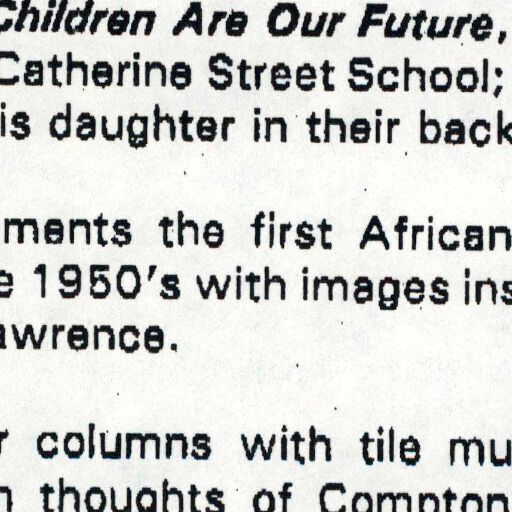 Children Are Our Future,
Catherine Street School;
is daughter in their back
ments the first African
e 1950's with images ins
awrence.
r columns with tile mu
n thoughts of Compton